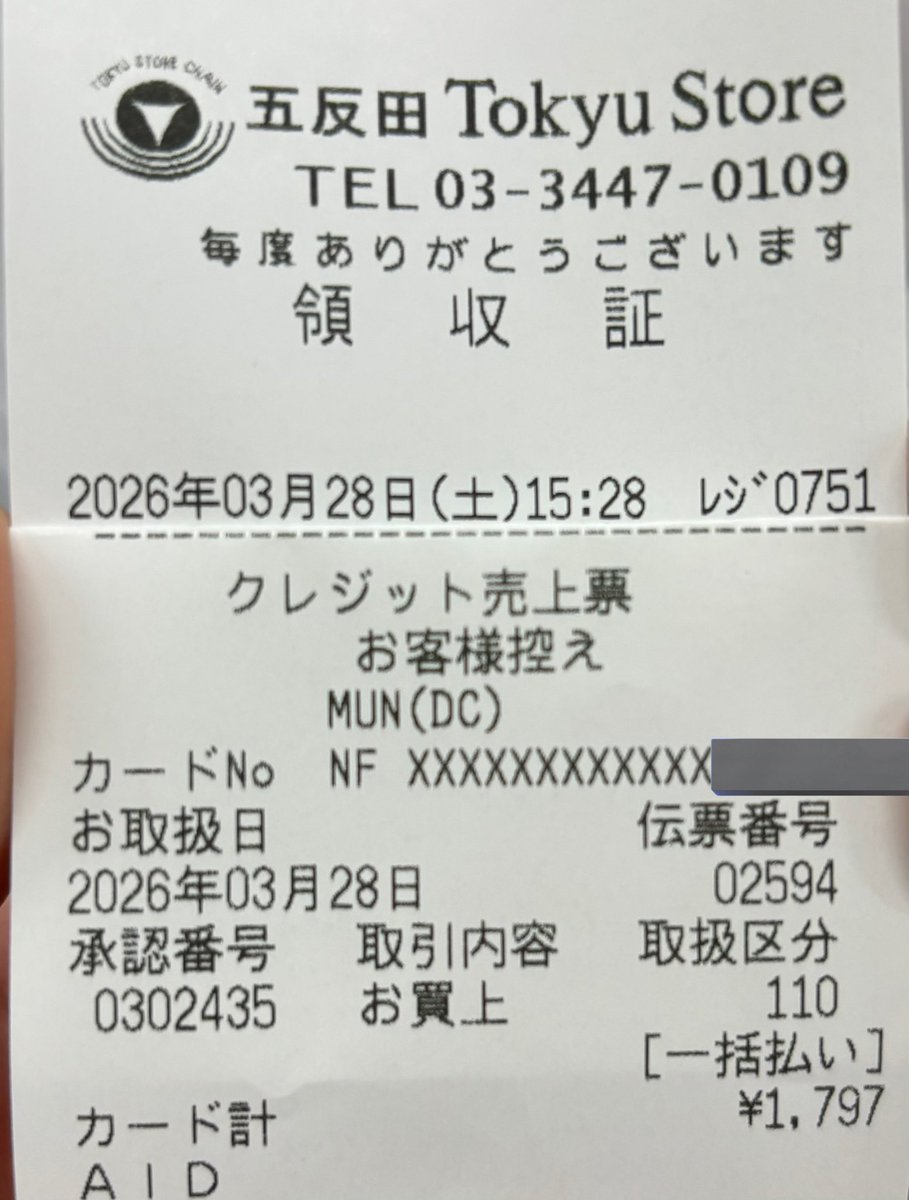 TOKYU STORE CHAIN
五反田 Tokyu Store
TEL 03-3447-0109
毎度ありがとうございます
領 収 証
2026年03月28日(土)15:28 ﾚｼﾞ0751
クレジット売上票
お客様控え
MUN(DC)
カードNo NF XXXXXXXXXXXX
お取扱日 伝票番号
2026年03月28日 02594
承認番号 取引内容 取扱区分
0302435 お買上 110
[一括払い]
カード計 ¥1,797
AID